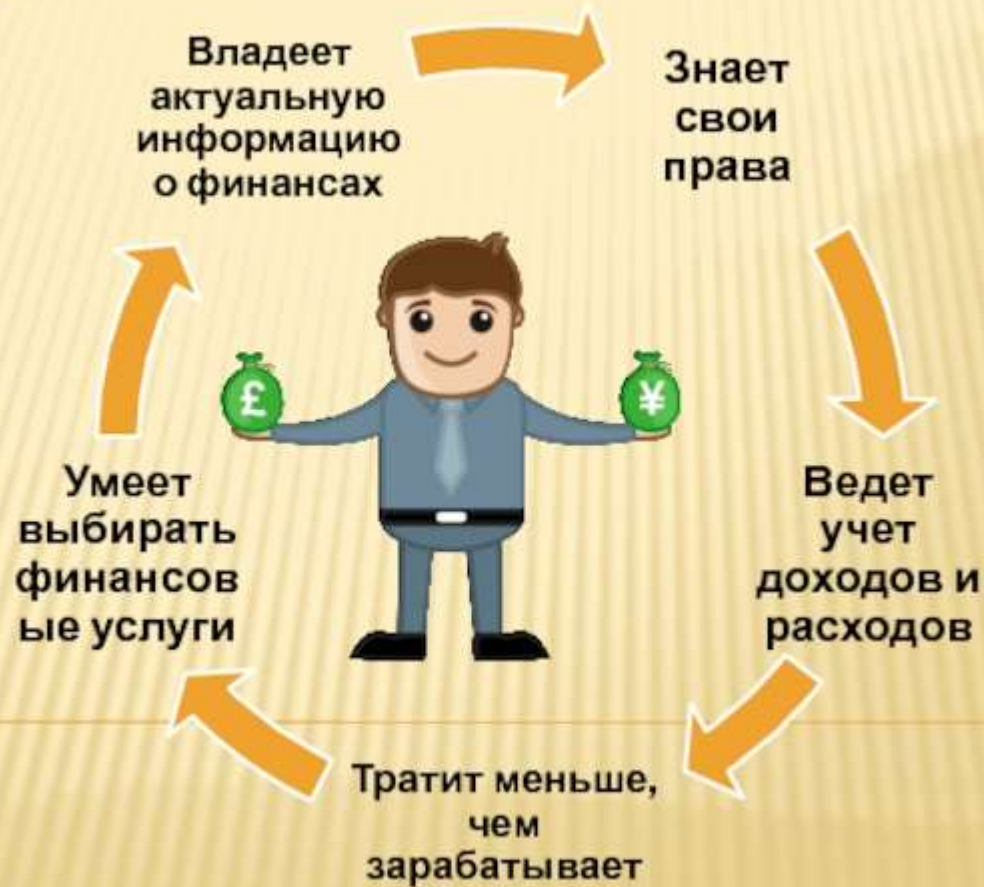 Владеет
актуальную
информацию
о финансах
Знает
свои
права
£
¥
Ведет
учет
доходов и
расходов
Тратит меньше,
чем
зарабатывает
Умеет
выбирать
финансов
ые услуги